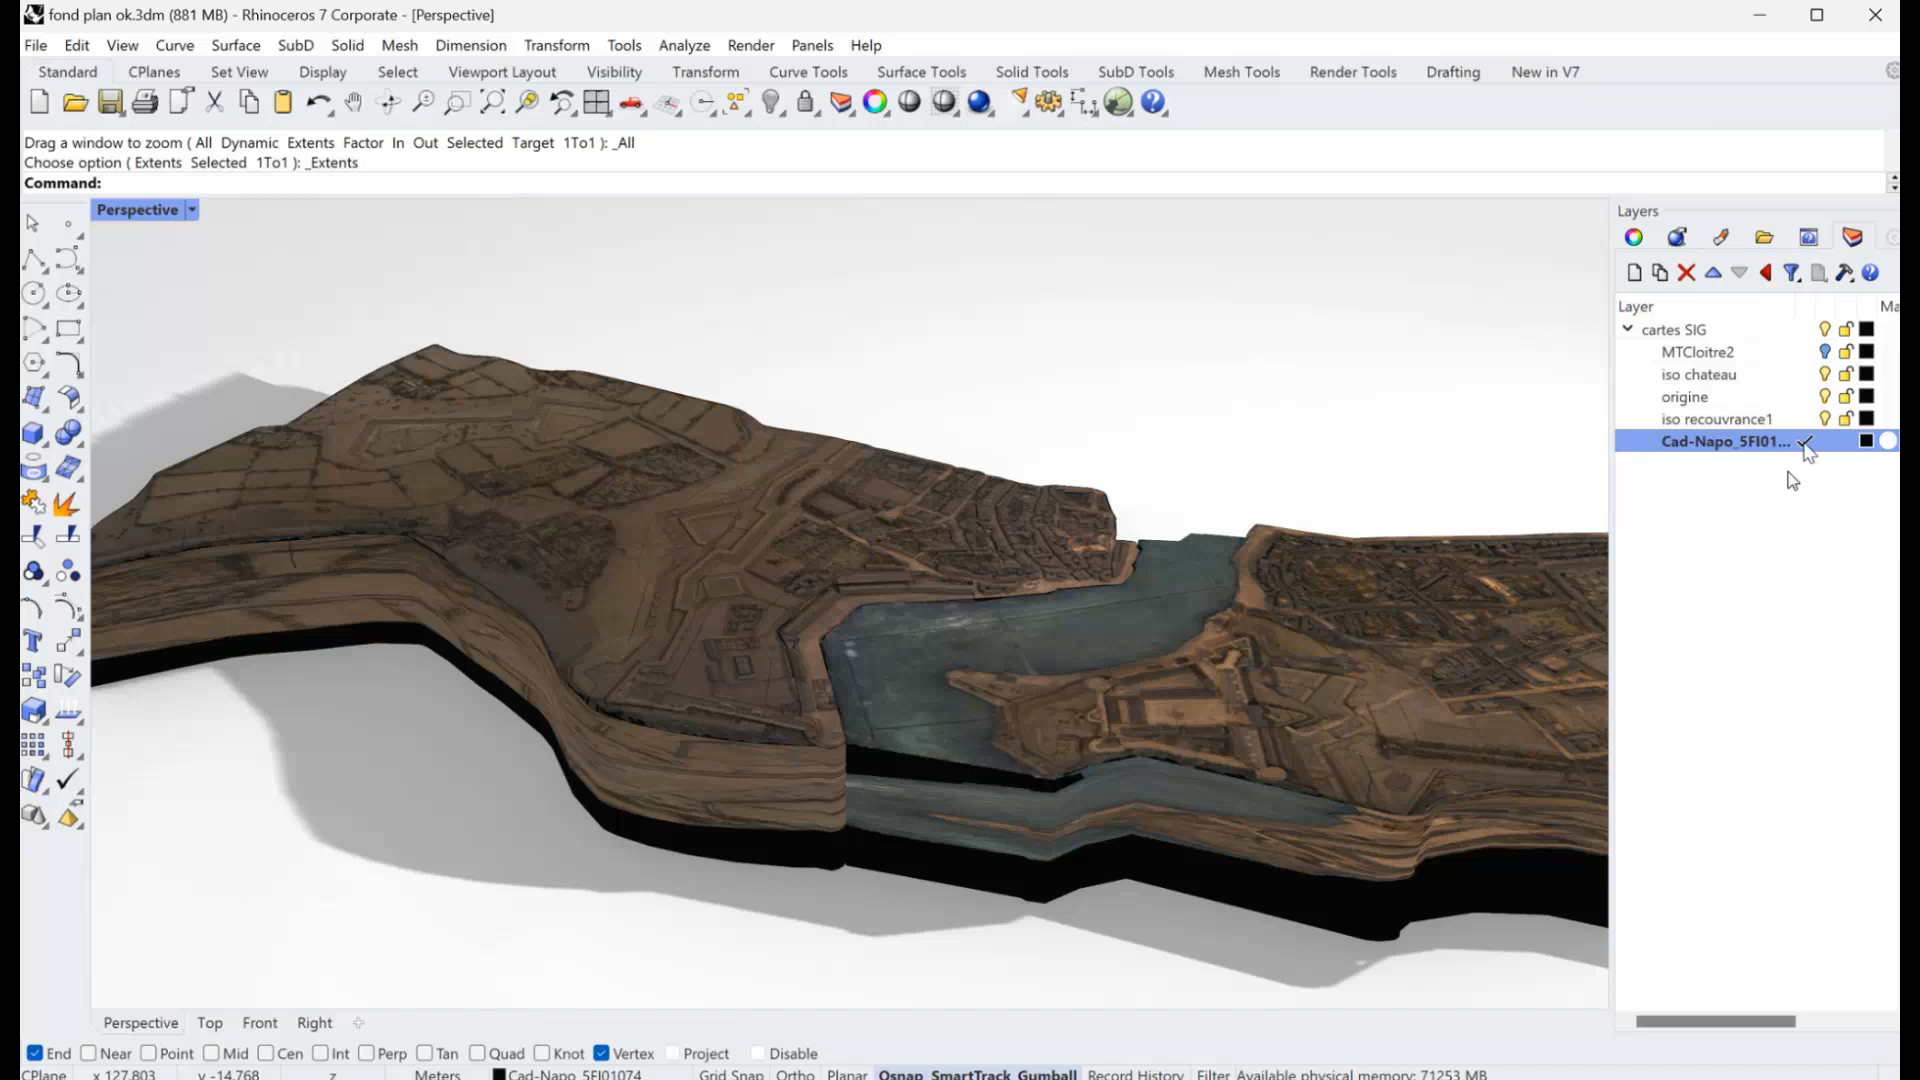 fond plan ok.3dm (881 MB) - Rhinoceros 7 Corporate - [Perspective]
File Edit View Curve Surface SubD Solid Mesh Dimension Transform Tools Analyze Render Panels Help
Standard CPlanes Set View Display Select Viewport Layout Visibility Transform Curve Tools Surface Tools Solid Tools SubD Tools Mesh Tools Render Tools Drafting New in V7
Drag a window to zoom ( All Dynamic Extents Factor In Out Selected Target 1To1 ): _All
Choose option ( Extents Selected 1To1 ): _Extents
Command:
Perspective
Layers
Layer Ma
cartes SIG
MTCloitre2
iso chateau
origine
iso recouvrance1
Cad-Napo_5FI01...
Perspective Top Front Right
End Near Point Mid Cen Int Perp Tan Quad Knot Vertex Project Disable
CPlane x 127.803 y -14.768 z Meters Cad-Napo_5FI01074 Grid Snap Ortho Planar Osnap SmartTrack Gumball Record History Filter Available physical memory: 71253 MB